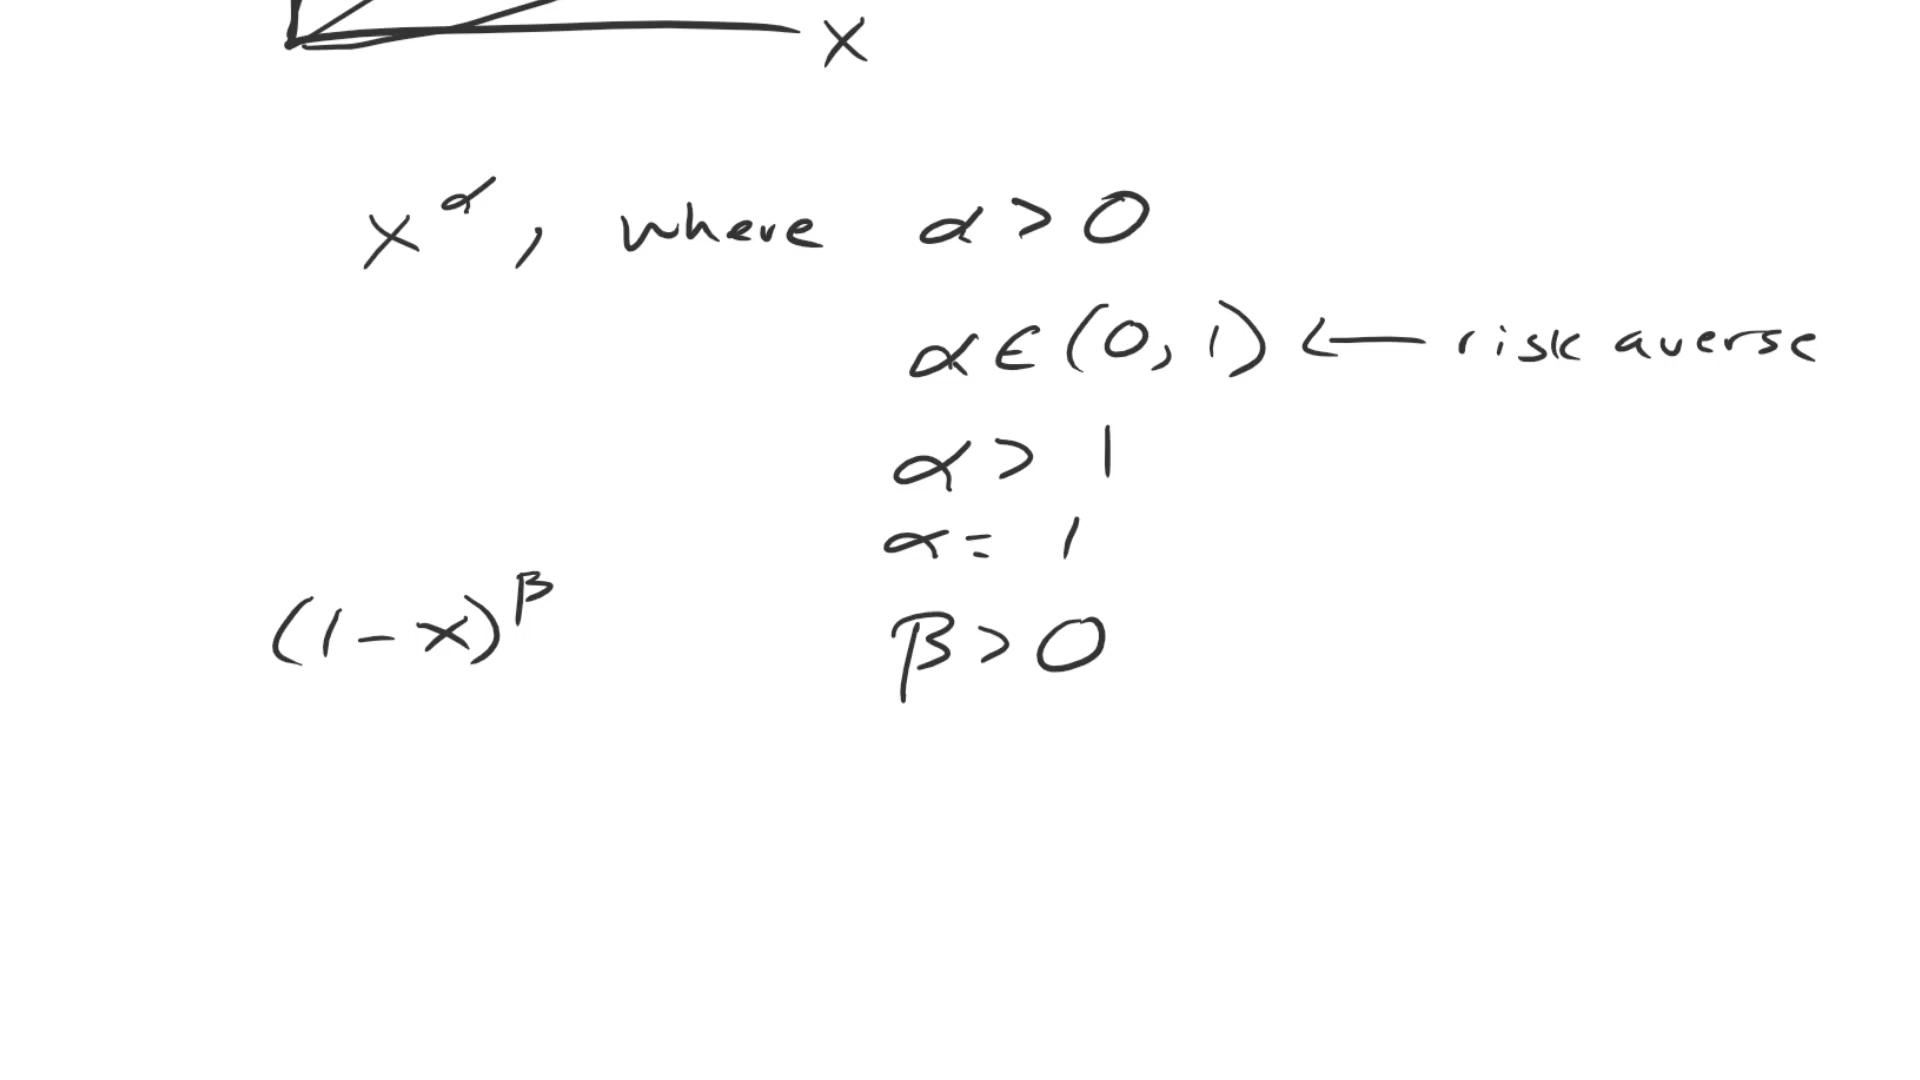 x
x^α, where α > 0
α ∈ (0, 1) ← risk averse
α > 1
α = 1
(1 - x)^β β > 0